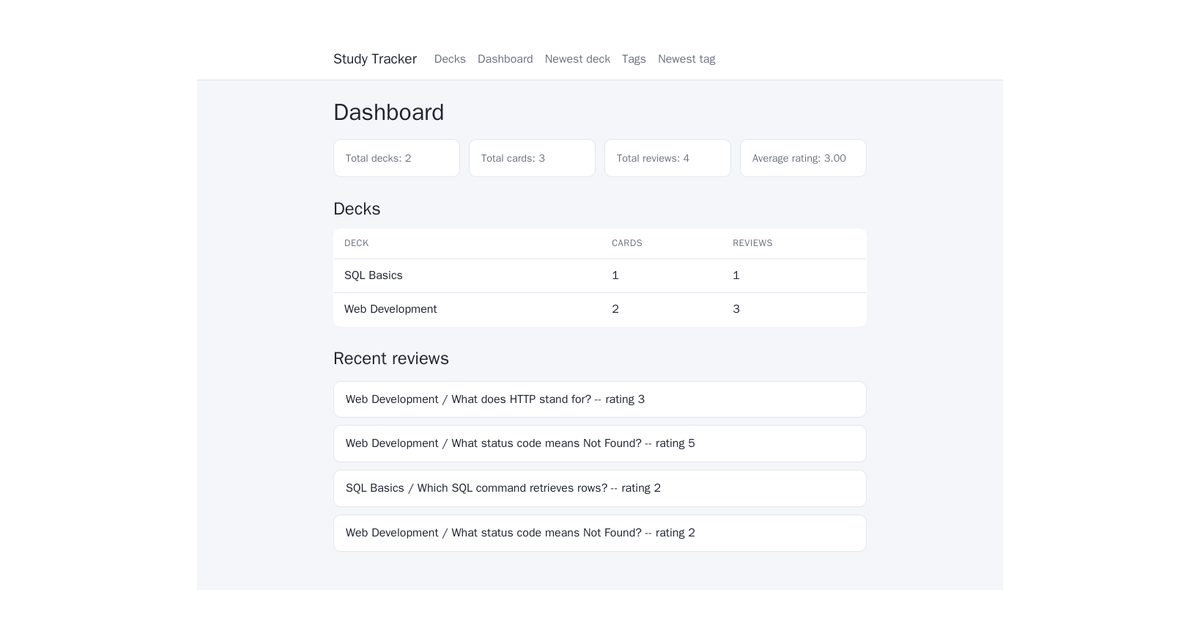 Study Tracker Decks Dashboard Newest deck Tags Newest tag
Dashboard
Total decks: 2 Total cards: 3 Total reviews: 4 Average rating: 3.00
Decks
DECK CARDS REVIEWS
SQL Basics 1 1
Web Development 2 3
Recent reviews
Web Development / What does HTTP stand for? -- rating 3
Web Development / What status code means Not Found? -- rating 5
SQL Basics / Which SQL command retrieves rows? -- rating 2
Web Development / What status code means Not Found? -- rating 2